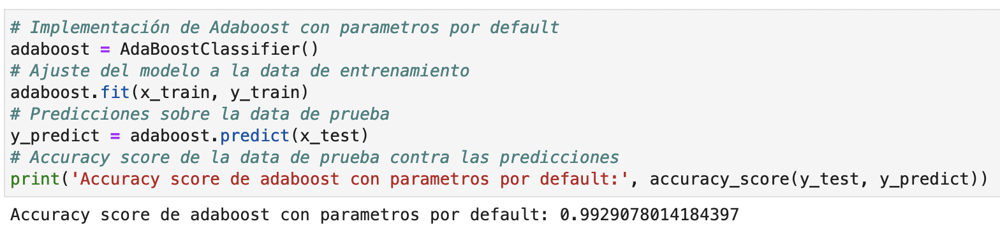 # Implementación de Adaboost con parametros por default
adaboost = AdaBoostClassifier()
# Ajuste del modelo a la data de entrenamiento
adaboost.fit(x_train, y_train)
# Predicciones sobre la data de prueba
y_predict = adaboost.predict(x_test)
# Accuracy score de la data de prueba contra las predicciones
print('Accuracy score de adaboost con parametros por default:', accuracy_score(y_test, y_predict))
Accuracy score de adaboost con parametros por default: 0.9929078014184397